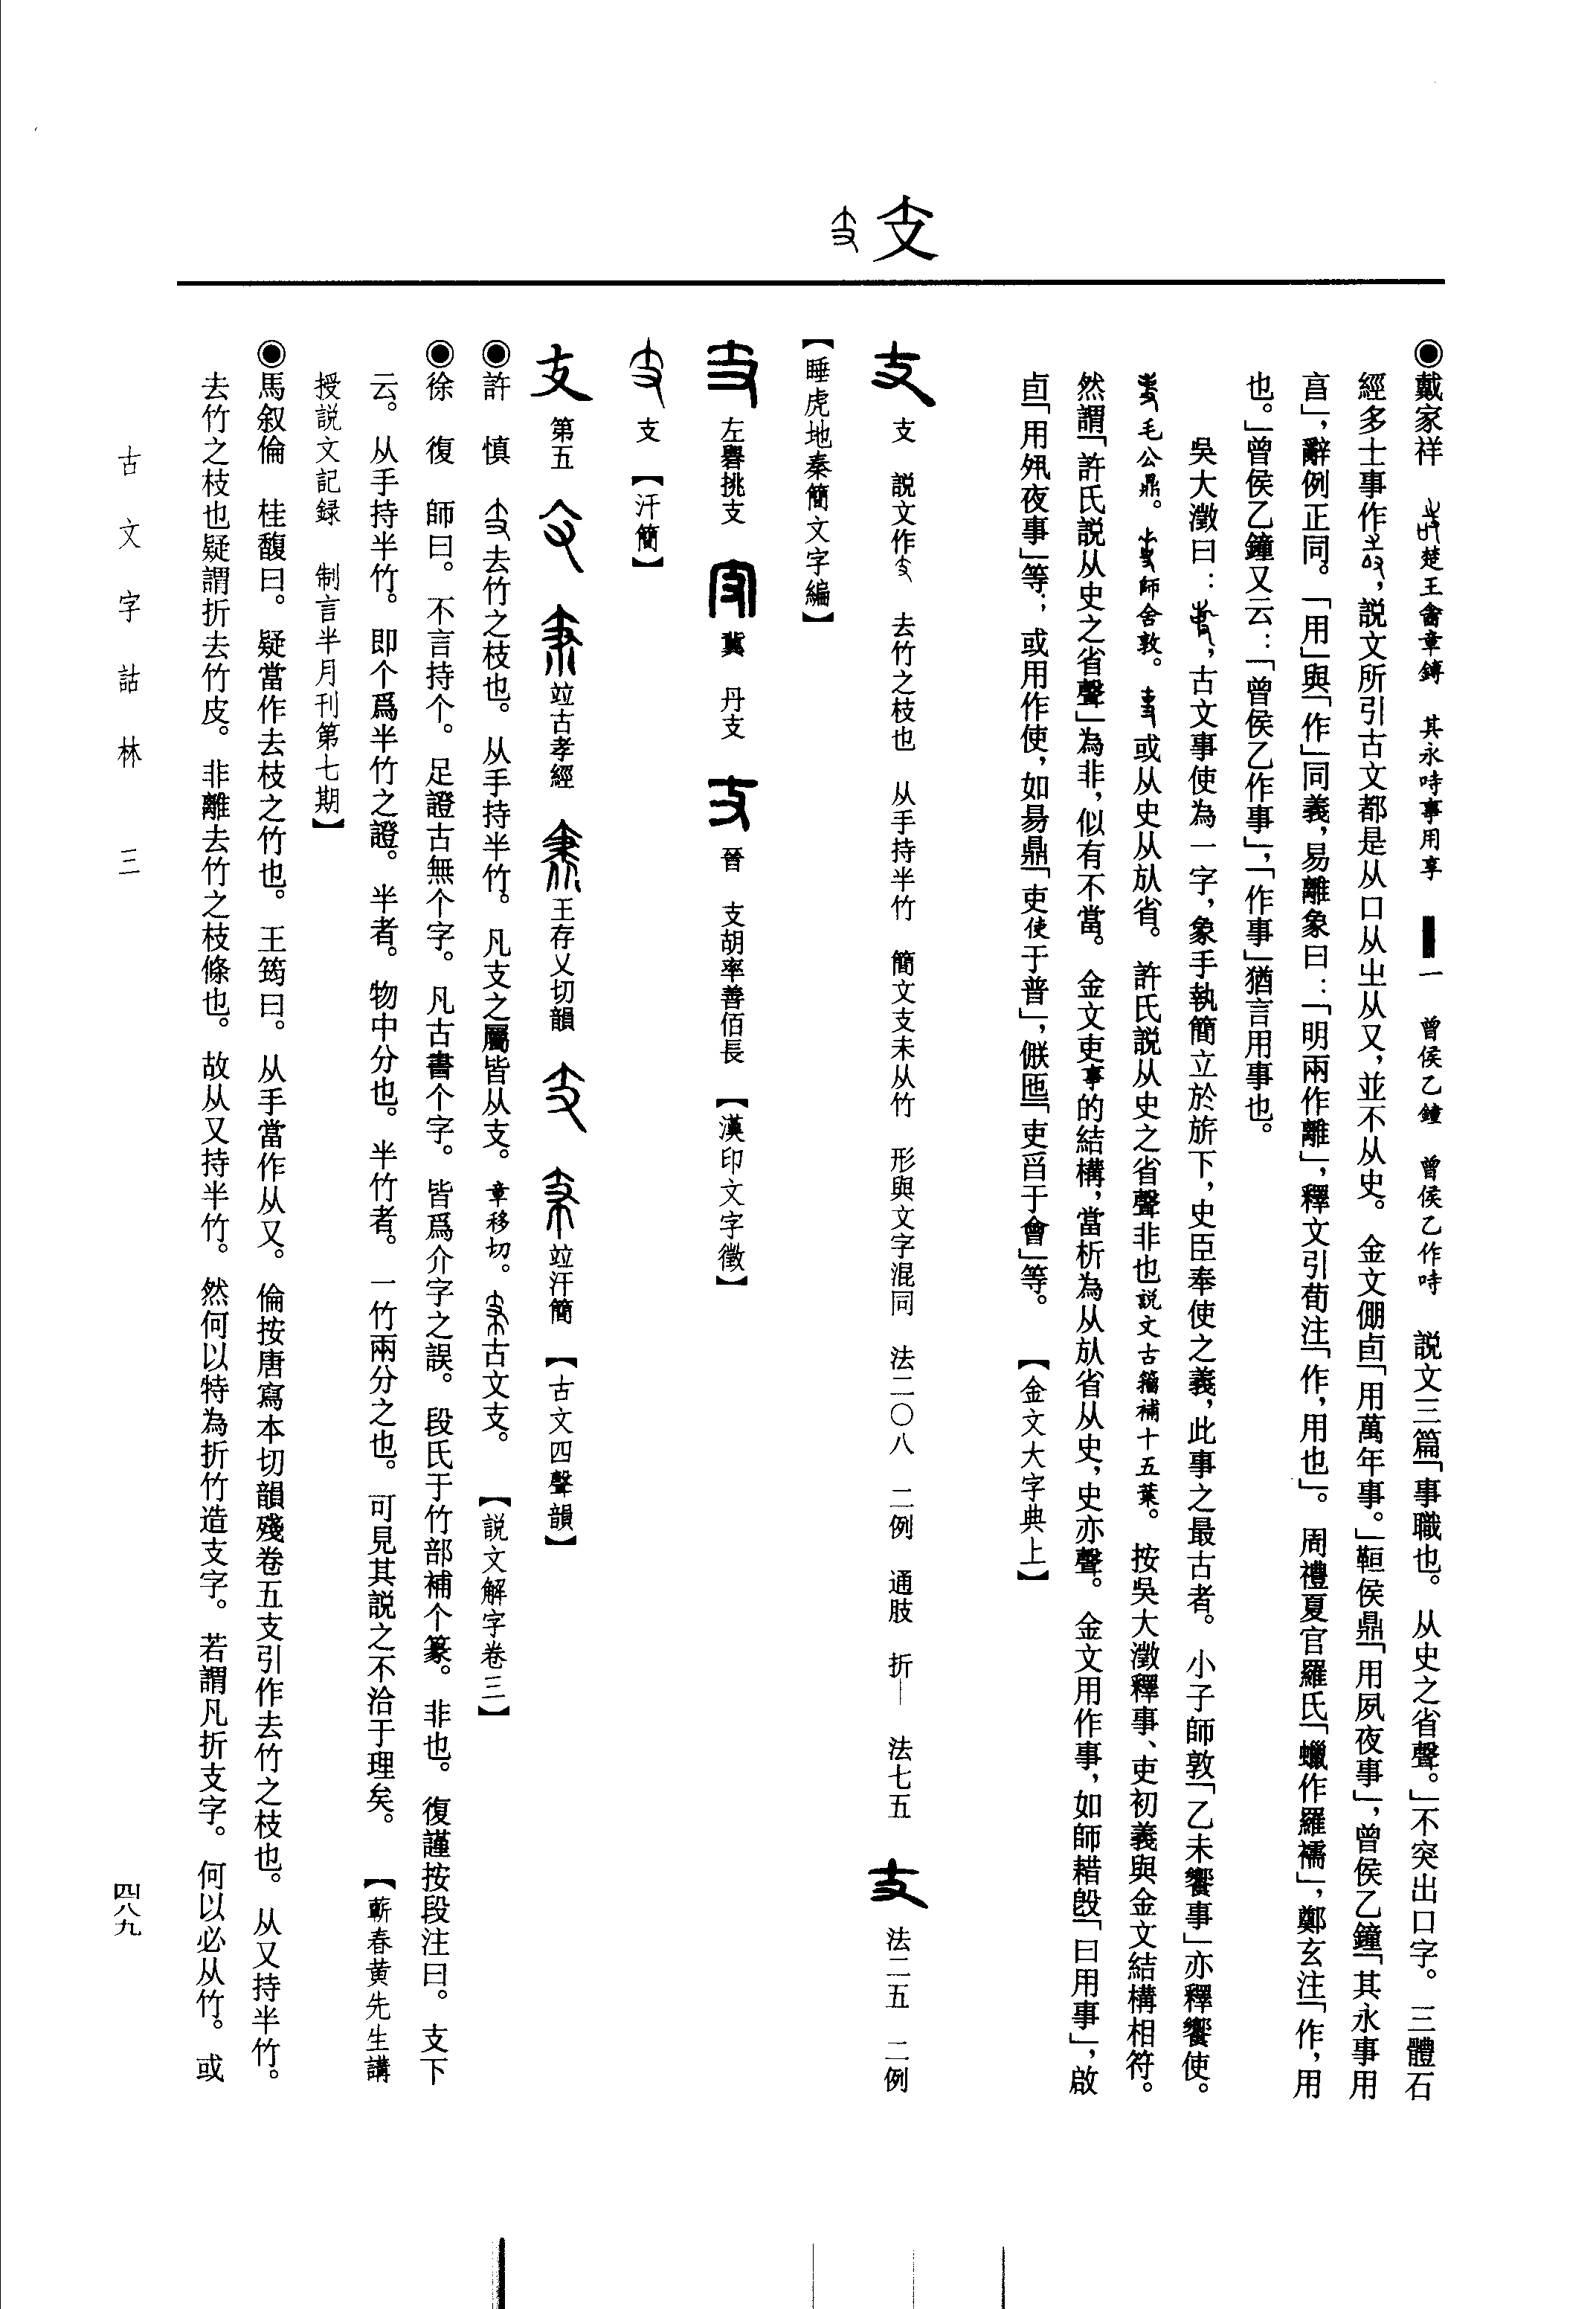 支
◉戴家祥 楚王酓章鎛 其永時事用享 一 曾侯乙鐘 曾侯乙作時 説文三篇「事職也。从史之省聲。」不突出口字。三體石
經多士事作，説文所引古文都是从口从㞢从又，並不从史。金文倗卣「用萬年事。」䡇侯鼎「用夙夜事」，曾侯乙鐘「其永事用
亯」，辭例正同。「用」與「作」同義，易離象曰：「明兩作離」，釋文引荀注「作，用也」。周禮夏官羅氏「蠟作羅襦」，鄭玄注「作，用
也。」曾侯乙鐘又云：「曾侯乙作事」，「作事」猶言用事也。
吳大澂曰：，古文事使為一字，象手執簡立於旂下，史臣奉使之義，此事之最古者。小子師敦「乙未饗事」亦釋饗使。
毛公鼎。師舍敦。或从史从㫃省。許氏説从史之省聲非也説文古籀補十五葉。按吳大澂釋事、吏初義與金文結構相符。
然謂「許氏説从史之省聲」為非，似有不當。金文吏事的結構，當析為从㫃省从史，史亦聲。金文用作事，如師楷㲃「曰用事」，啟
卣「用夙夜事」等；或用作使，如易鼎「吏使于普」，倂匜「吏䛐于會」等。 【金文大字典上】
支 支 説文作 去竹之枝也 从手持半竹 簡文支未从竹 形與文字混同 法二〇八 二例 通肢 折— 法七五 支 法二五 二例
【睡虎地秦簡文字編】
左礜挑支 冀 丹支 晉 支胡率善佰長 【漢印文字徵】
支 【汗簡】
支 第五 竝古孝經 王存乂切韻 竝汗簡 【古文四聲韻】
◉許 慎 去竹之枝也。从手持半竹。凡支之屬皆从支。章移切。古文支。 【説文解字卷三】
◉徐 復 師曰。不言持个。足證古無个字。凡古書个字。皆爲介字之誤。段氏于竹部補个篆。非也。復謹按段注曰。支下
云。从手持半竹。即个爲半竹之證。半者。物中分也。半竹者。一竹兩分之也。可見其説之不洽于理矣。 【蘄春黄先生講
授説文記録 制言半月刊第七期】
◉馬叙倫 桂馥曰。疑當作去枝之竹也。王筠曰。从手當作从又。倫按唐寫本切韻殘卷五支引作去竹之枝也。从又持半竹。
去竹之枝也疑謂折去竹皮。非離去竹之枝條也。故从又持半竹。然何以特為折竹造支字。若謂凡折支字。何以必从竹。或
古文字詁林 三
四八九